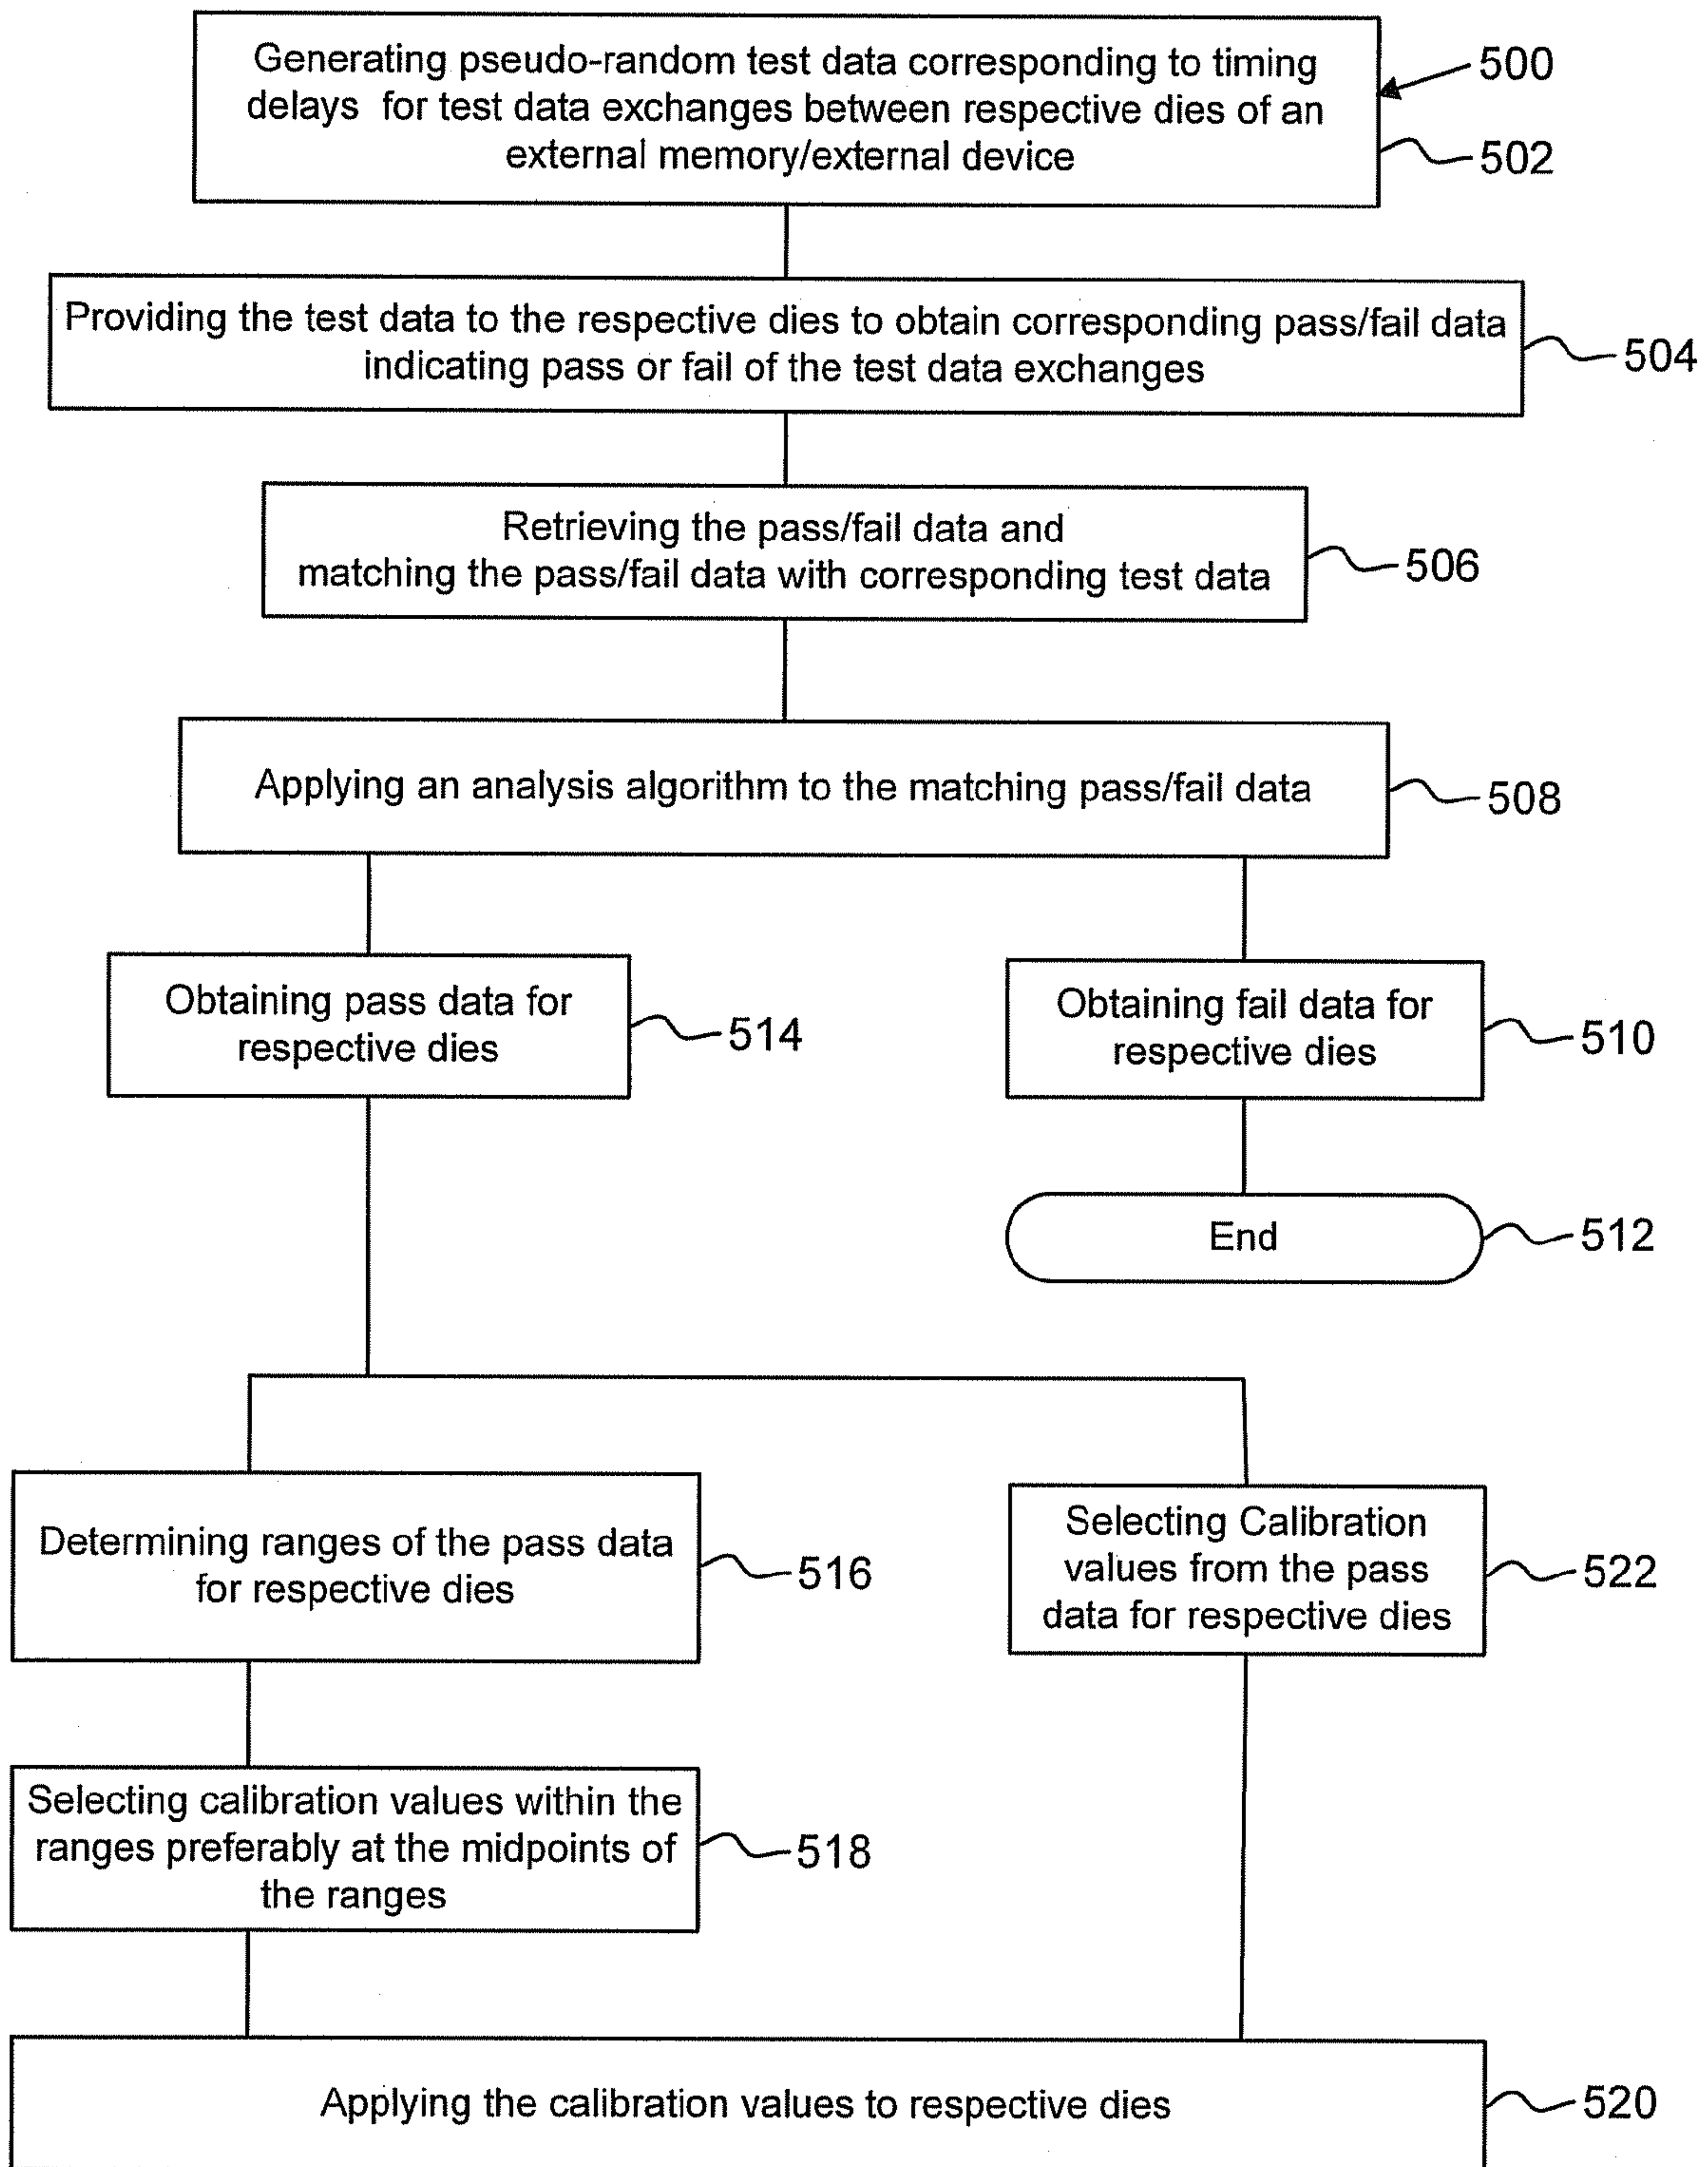 Generating pseudo-random test data corresponding to timing
delays for test data exchanges between respective dies of an
external memory/external device
500
502
Providing the test data to the respective dies to obtain corresponding pass/fail data
indicating pass or fail of the test data exchanges
504
Retrieving the pass/fail data and
matching the pass/fail data with corresponding test data
506
Applying an analysis algorithm to the matching pass/fail data
508
Obtaining pass data for
respective dies
514
Obtaining fail data for
respective dies
510
End
512
Determining ranges of the pass data
for respective dies
516
Selecting Calibration
values from the pass
data for respective dies
522
Selecting calibration values within the
ranges preferably at the midpoints of
the ranges
518
Applying the calibration values to respective dies
520